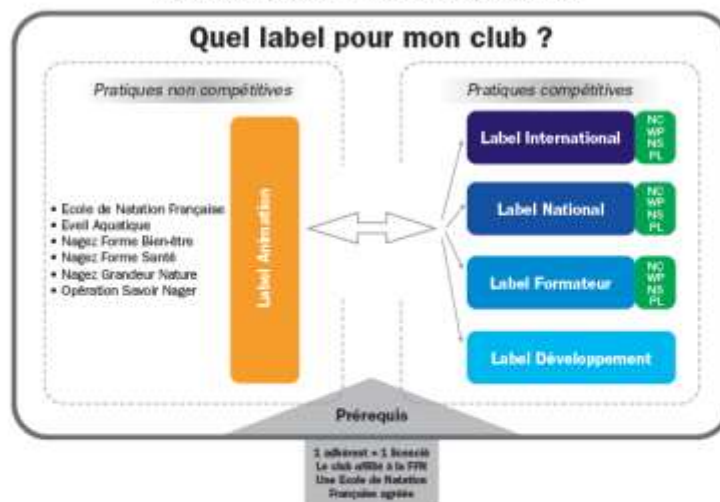 Quel label pour mon club ?
Pratiques non compétitives
• Ecole de Natation Française
• Eveil Aquatique
• Nagez Forme Bien-être
• Nagez Forme Santé
• Nagez Grandeur Nature
• Opération Savoir Nager
Label Animation
Pratiques compétitives
Label International
NC
WP
NS
PL
Label National
NC
WP
NS
PL
Label Formateur
NC
WP
NS
PL
Label Développement
Prérequis
1 adhérent = 1 licencié
Le club affilié à la FFN
Une Ecole de Natation
Française agréée